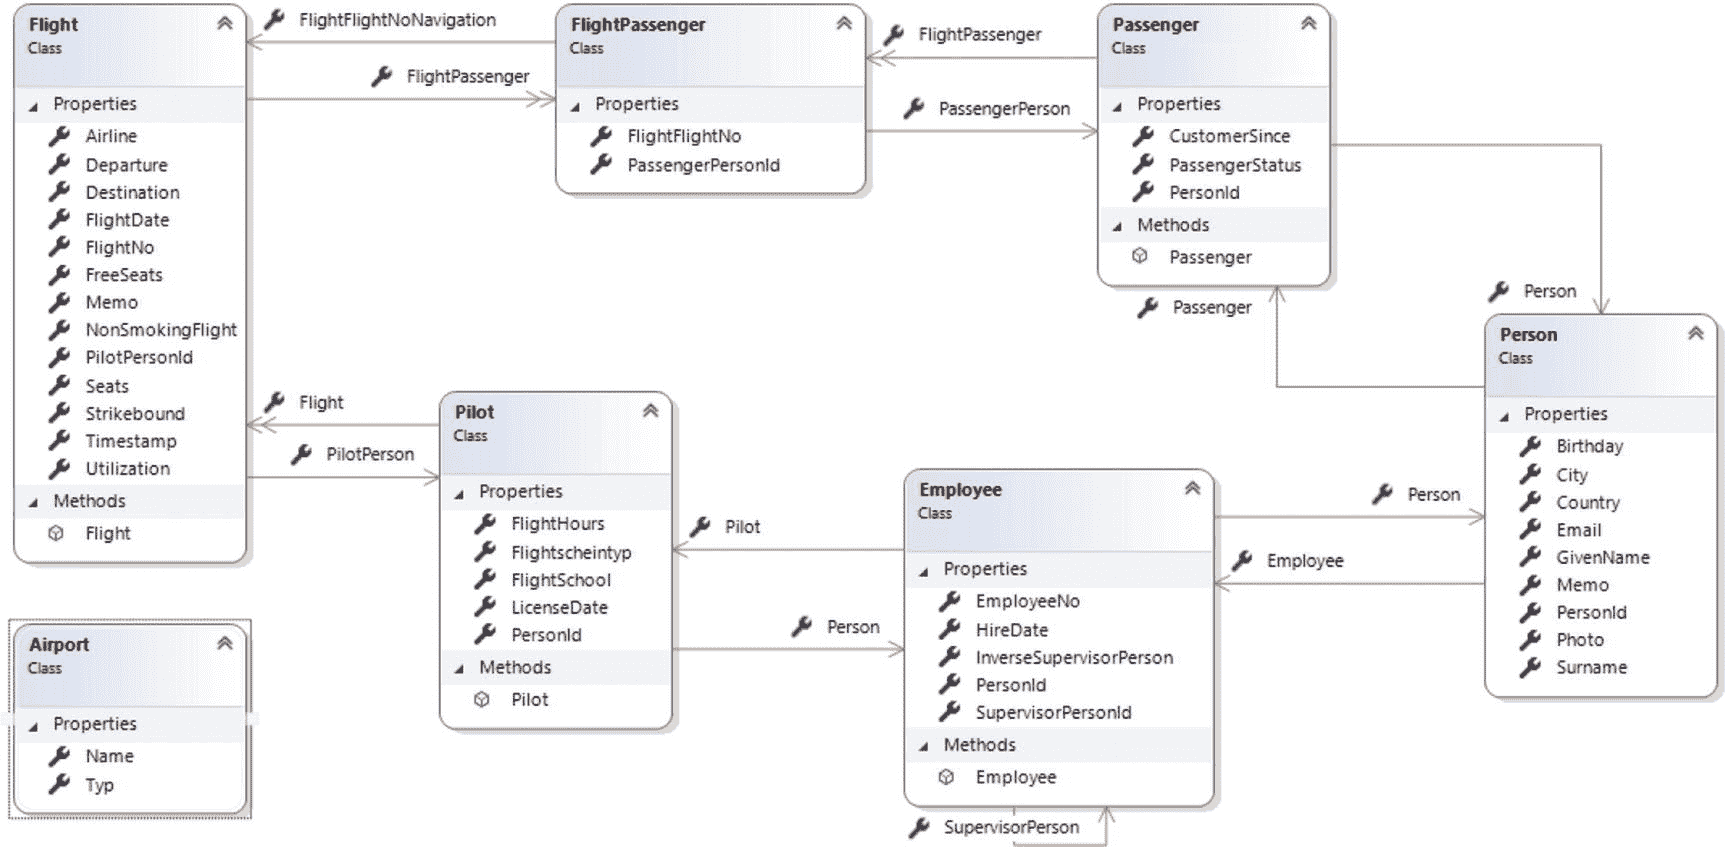 Flight
Class
Properties
Airline
Departure
Destination
FlightDate
FlightNo
FreeSeats
Memo
NonSmokingFlight
PilotPersonId
Seats
Strikebound
Timestamp
Utilization
Methods
Flight
FlightFlightNoNavigation
FlightPassenger
FlightPassenger
Class
Properties
FlightFlightNo
PassengerPersonId
FlightPassenger
PassengerPerson
Passenger
Class
Properties
CustomerSince
PassengerStatus
PersonId
Methods
Passenger
Passenger
Person
Person
Class
Properties
Birthday
City
Country
Email
GivenName
Memo
PersonId
Photo
Surname
Flight
PilotPerson
Pilot
Class
Properties
FlightHours
Flightscheintyp
FlightSchool
LicenseDate
PersonId
Methods
Pilot
Pilot
Person
Employee
Class
Properties
EmployeeNo
HireDate
InverseSupervisorPerson
PersonId
SupervisorPersonId
Methods
Employee
SupervisorPerson
Person
Employee
Airport
Class
Properties
Name
Typ